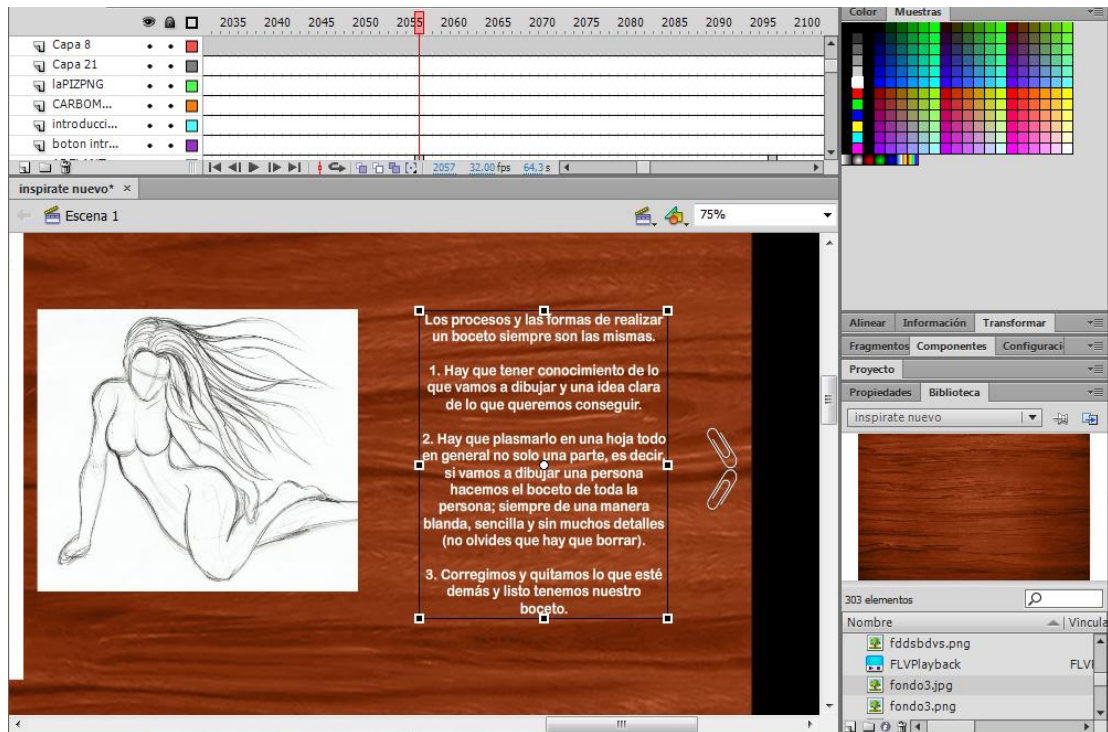 2035 2040 2045 2050 2055 2060 2065 2070 2075 2080 2085 2090 2095 2100
Capa 8
Capa 21
laPIZPNG
CARBOM...
introducci...
boton intr...
2057 32,00 fps 64,3 s
inspirate nuevo* ×
Escena 1
75%
Los procesos y las formas de realizar
un boceto siempre son las mismas.
1. Hay que tener conocimiento de lo
que vamos a dibujar y una idea clara
de lo que queremos conseguir.
2. Hay que plasmarlo en una hoja todo
en general no solo una parte, es decir,
si vamos a dibujar una persona
hacemos el boceto de toda la
persona; siempre de una manera
blanda, sencilla y sin muchos detalles
(no olvides que hay que borrar).
3. Corregimos y quitamos lo que esté
demás y listo tenemos nuestro
boceto.
Color Muestras
Alinear Información Transformar
Fragmentos Componentes Configuraci
Proyecto
Propiedades Biblioteca
inspirate nuevo
303 elementos
Nombre Vincula
fddsbdvs.png
FLVPlayback FLVI
fondo3.jpg
fondo3.png